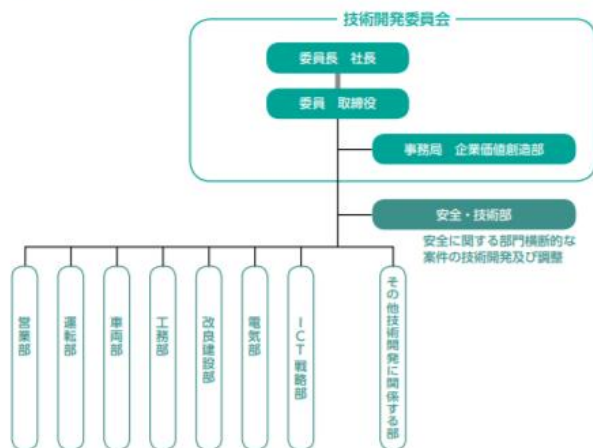 技術開発委員会
委員長 社長
委員 取締役
事務局 企業価値創造部
安全・技術部
安全に関する部門横断的な
案件の技術開発及び調整
営業部
運転部
車両部
工務部
改良建設部
電気部
ICT戦略部
その他技術開発に関係する部